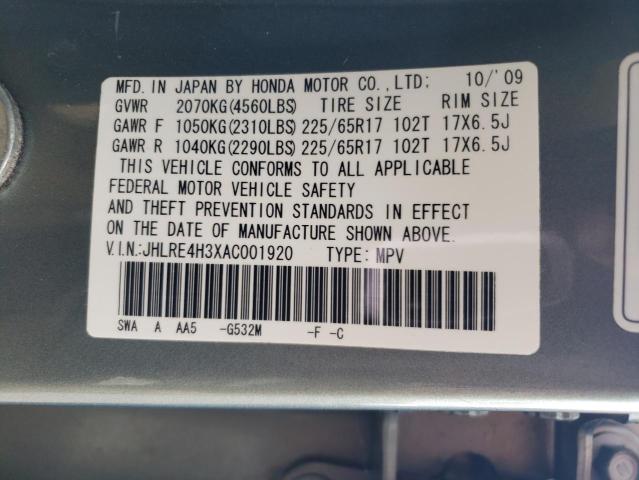 MFD. IN JAPAN BY HONDA MOTOR CO.,LTD: 10/'09
GVWR 2070KG(4560LBS) TIRE SIZE RIM SIZE
GAWR F 1050KG(2310LBS) 225/65R17 102T 17X6.5J
GAWR R 1040KG(2290LBS) 225/65R17 102T 17X6.5J
THIS VEHICLE CONFORMS TO ALL APPLICABLE
FEDERAL MOTOR VEHICLE SAFETY
AND THEFT PREVENTION STANDARDS IN EFFECT
ON THE DATE OF MANUFACTURE SHOWN ABOVE.
V.I.N.:JHLRE4H3XAC001920 TYPE: MPV
SWA A AA5 -G532M -F -C